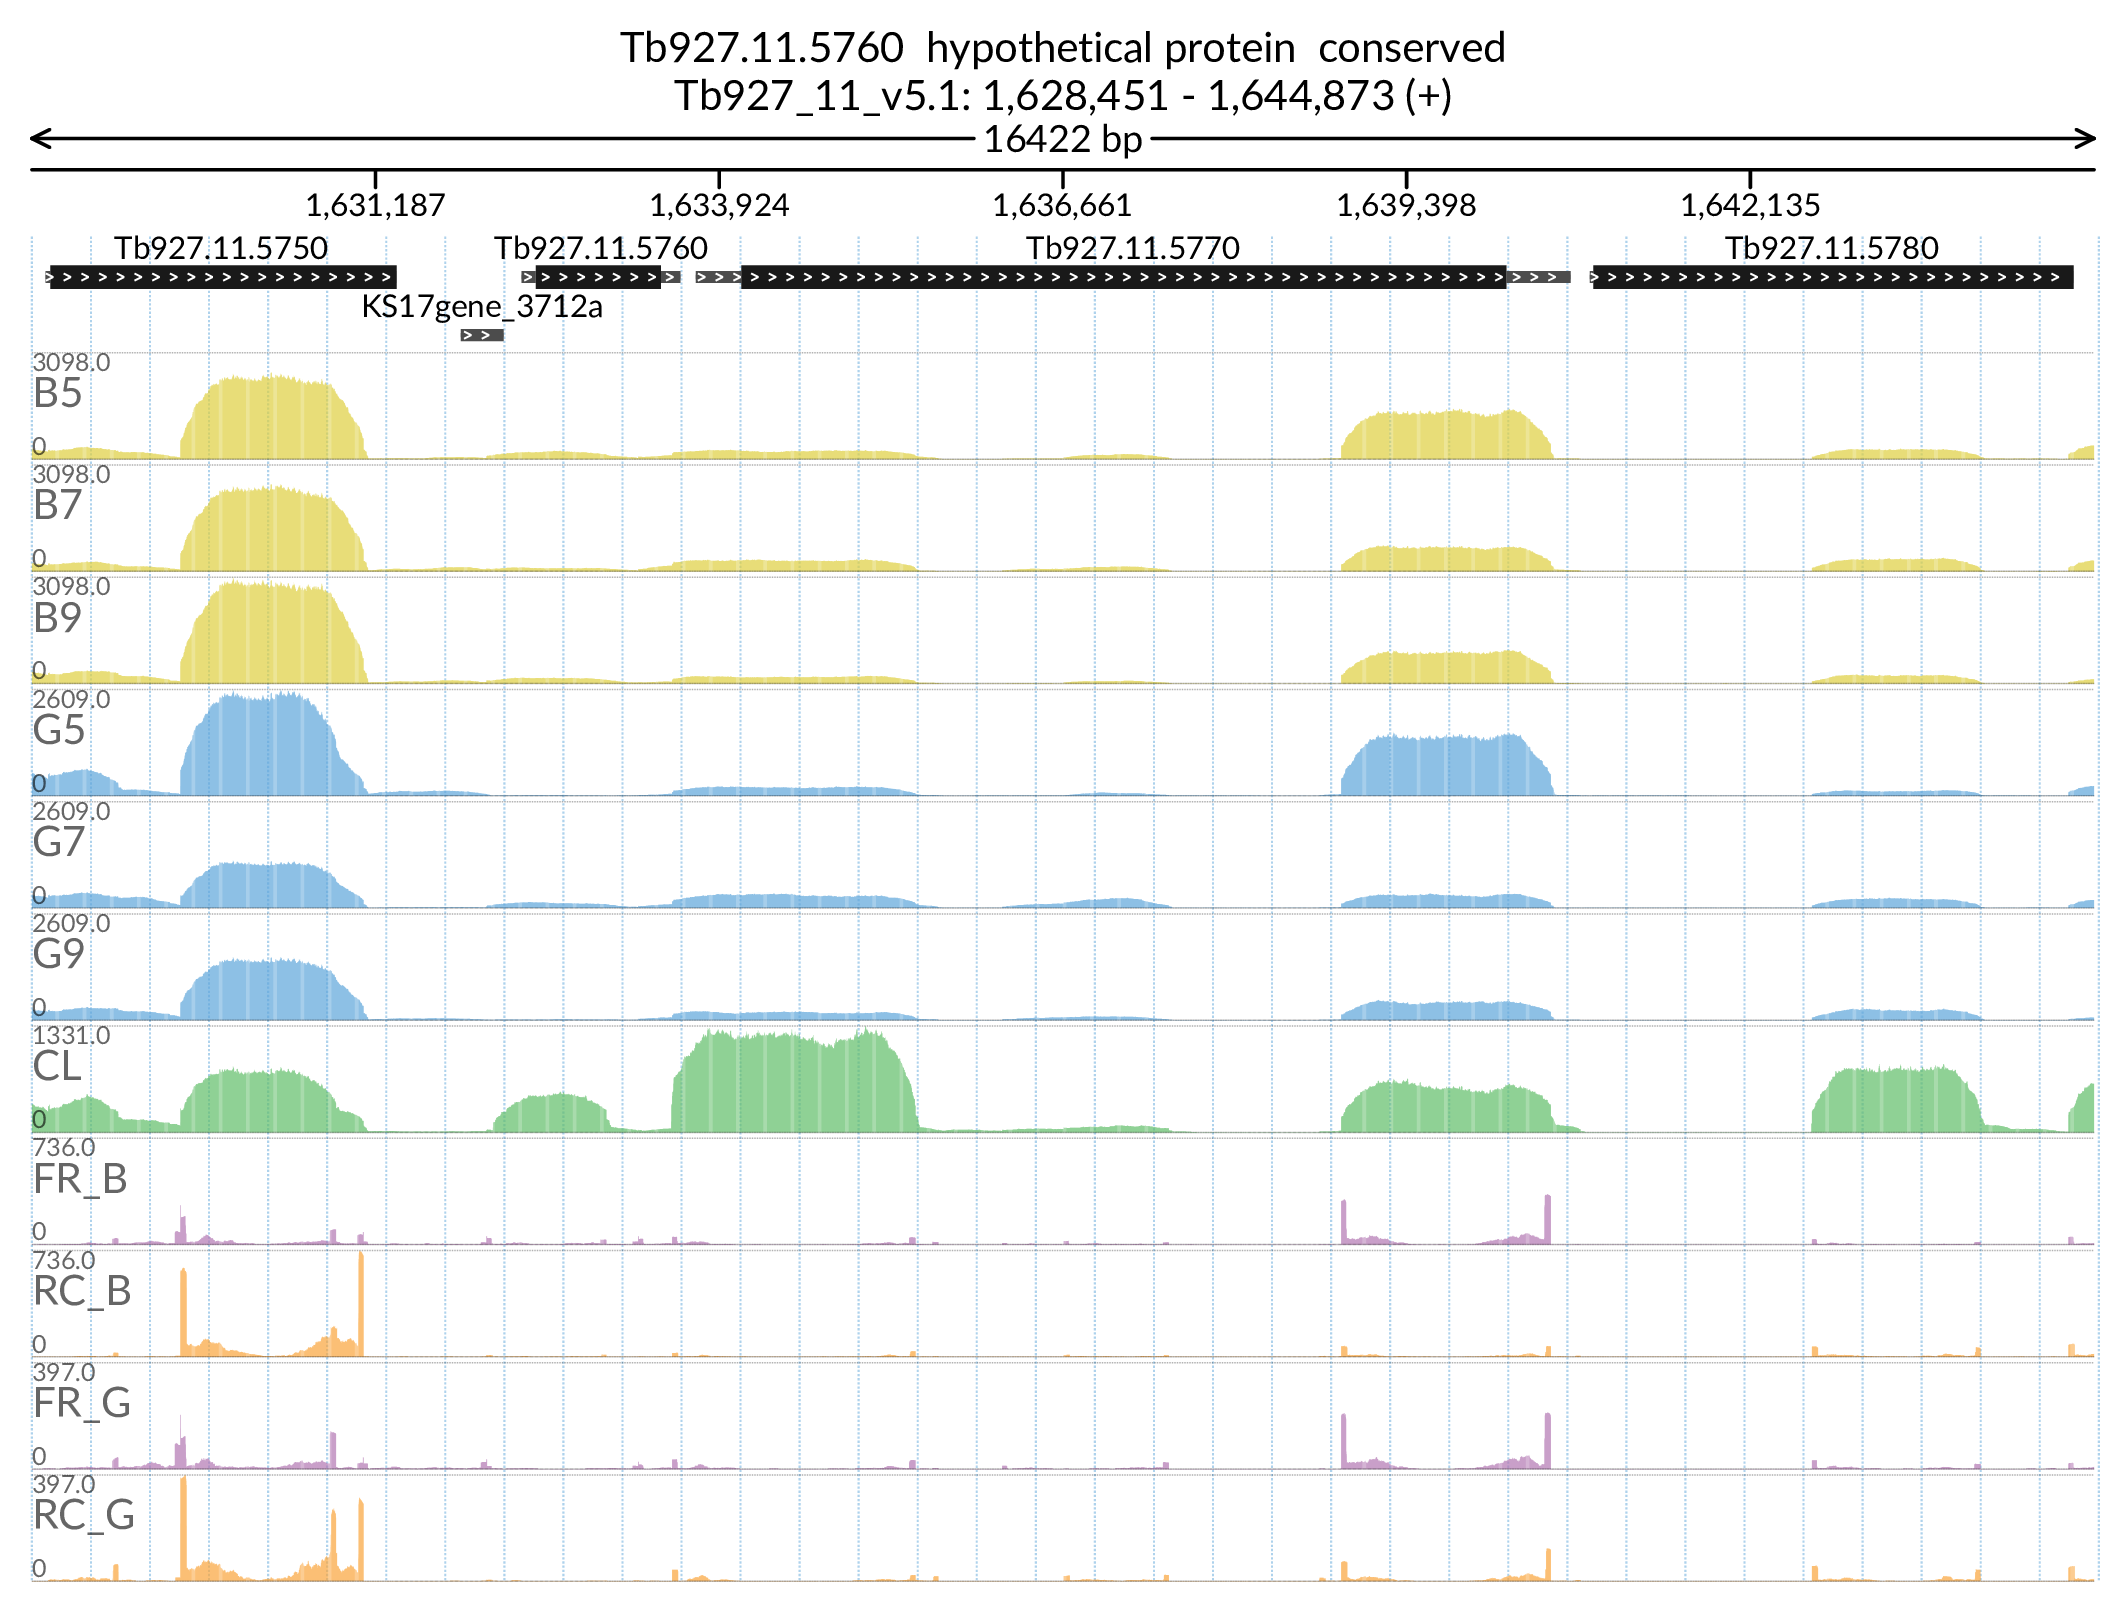 Tb927.11.5760 hypothetical protein conserved
Tb927_11_v5.1: 1,628,451 - 1,644,873 (+)
16422 bp
1,631,187 1,633,924 1,636,661 1,639,398 1,642,135
Tb927.11.5750 Tb927.11.5760 Tb927.11.5770 Tb927.11.5780
KS17gene_3712a
3098.0
B5
0
3098.0
B7
0
3098.0
B9
0
2609.0
G5
0
2609.0
G7
0
2609.0
G9
0
1331.0
CL
0
736.0
FR_B
0
736.0
RC_B
0
397.0
FR_G
0
397.0
RC_G
0